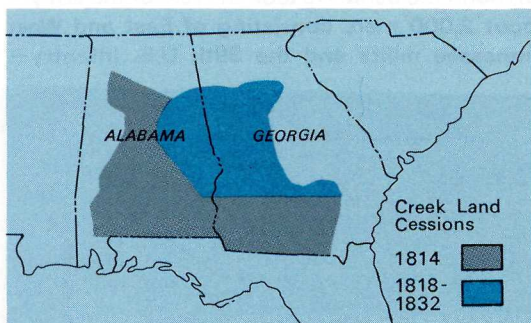 ALABAMA
GEORGIA
Creek Land
Cessions
1814
1818-
1832